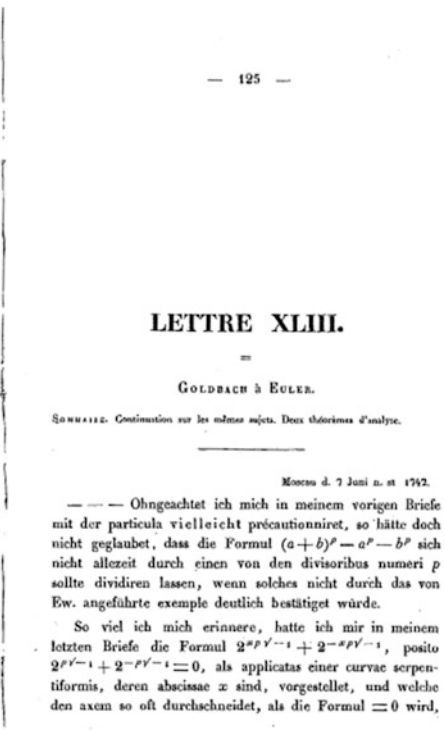 — 125 —
LETTRE XLIII.
=
GOLDBACH à EULER.
SOMMAIRE. Continuation sur les mêmes sujets. Deux théorèmes d'analyse.
Moscau d. 7 Juni n. st 1742.
— — — Ohngeachtet ich mich in meinem vorigen Briefe
mit der particula vielleicht précautionniret, so hätte doch
nicht geglaubet, dass die Formul (a+b)^p — a^p — b^p sich
nicht allezeit durch einen von den divisoribus numeri p
sollte dividiren lassen, wenn solches nicht durch das von
Ew. angeführte exemple deutlich bestätiget würde.
So viel ich mich erinnere, hatte ich mir in meinem
letzten Briefe die Formul 2^{xp√—1} + 2^{—xp√—1}, posito
2^{p√—1} + 2^{—p√—1} = 0, als applicatas einer curvae serpen-
tiformis, deren abscissae x sind, vorgestellet, und welche
den axem so oft durchschneidet, als die Formul = 0 wird,